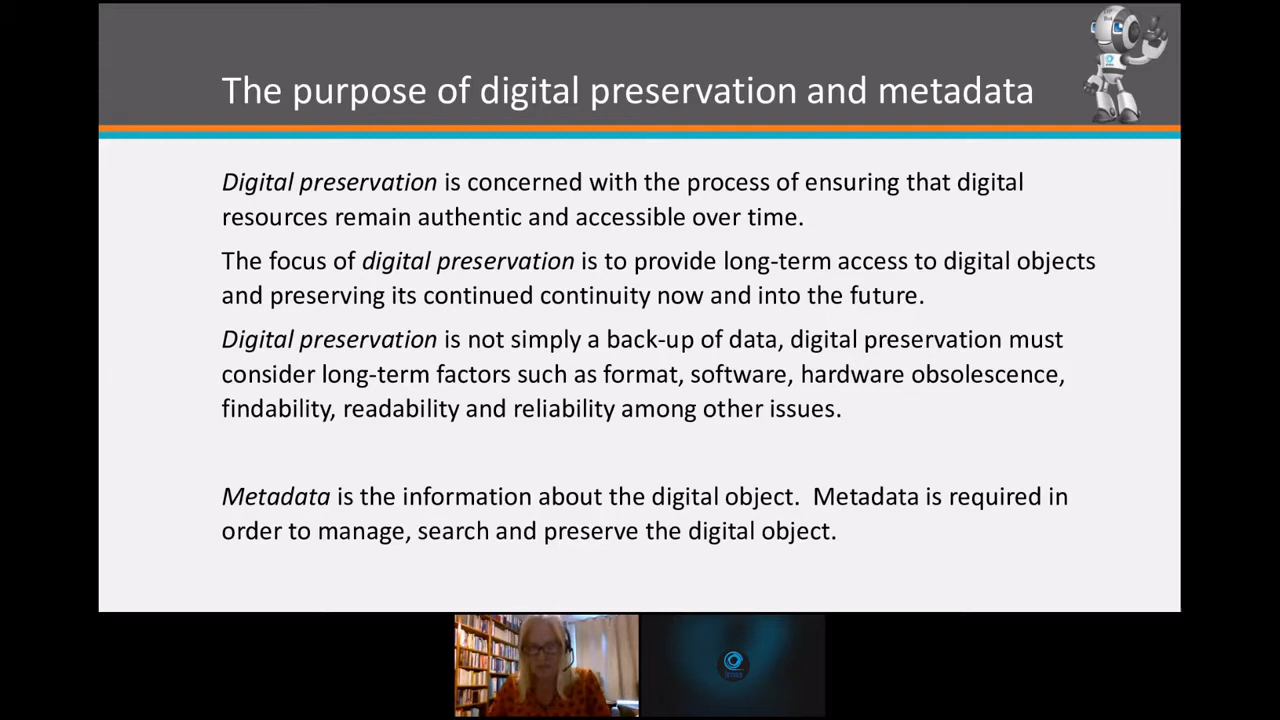 The purpose of digital preservation and metadata
Digital preservation is concerned with the process of ensuring that digital
resources remain authentic and accessible over time.
The focus of digital preservation is to provide long-term access to digital objects
and preserving its continued continuity now and into the future.
Digital preservation is not simply a back-up of data, digital preservation must
consider long-term factors such as format, software, hardware obsolescence,
findability, readability and reliability among other issues.
Metadata is the information about the digital object.  Metadata is required in
order to manage, search and preserve the digital object.